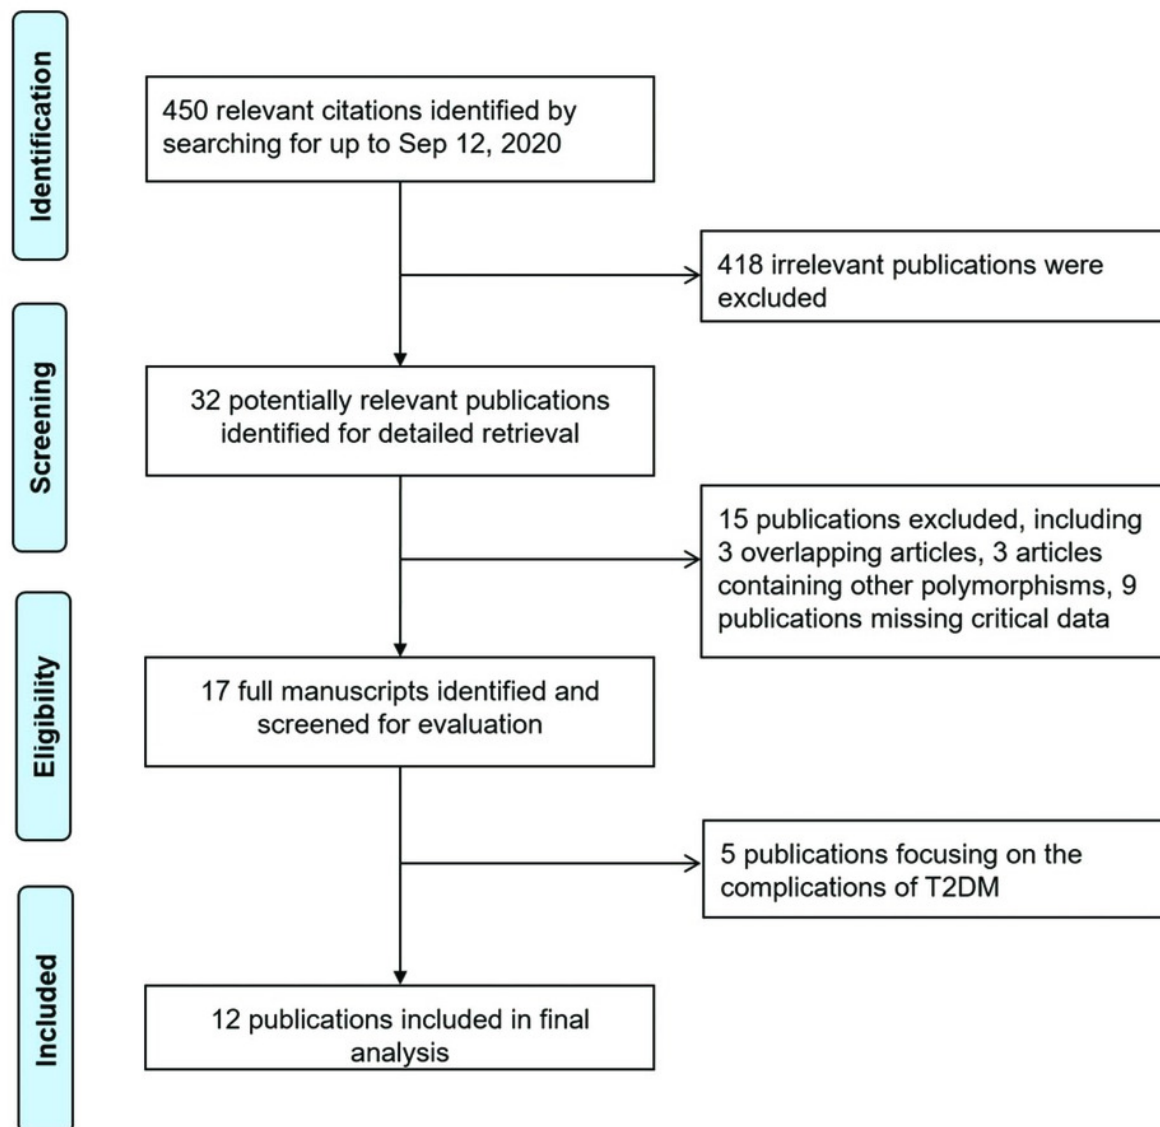 Identification
450 relevant citations identified by
searching for up to Sep 12, 2020
418 irrelevant publications were
excluded
Screening
32 potentially relevant publications
identified for detailed retrieval
15 publications excluded, including
3 overlapping articles, 3 articles
containing other polymorphisms, 9
publications missing critical data
Eligibility
17 full manuscripts identified and
screened for evaluation
5 publications focusing on the
complications of T2DM
Included
12 publications included in final
analysis